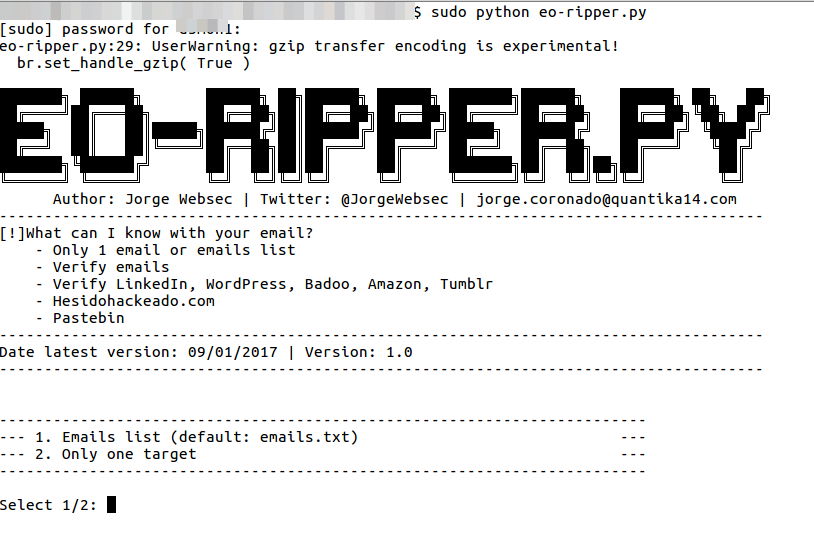 $ sudo python eo-ripper.py
[sudo] password for
eo-ripper.py:29: UserWarning: gzip transfer encoding is experimental!
br.set_handle_gzip( True )
EO-RIPPER.PY
Author: Jorge Websec | Twitter: @JorgeWebsec | jorge.coronado@quantika14.com
--------------------------------------------------------------------------------------
[!]What can I know with your email?
- Only 1 email or emails list
- Verify emails
- Verify LinkedIn, WordPress, Badoo, Amazon, Tumblr
- Hesidohackeado.com
- Pastebin
--------------------------------------------------------------------------------------
Date latest version: 09/01/2017 | Version: 1.0
--------------------------------------------------------------------------------------
-------------------------------------------------------------------------
--- 1. Emails list (default: emails.txt) ---
--- 2. Only one target ---
-------------------------------------------------------------------------
Select 1/2: